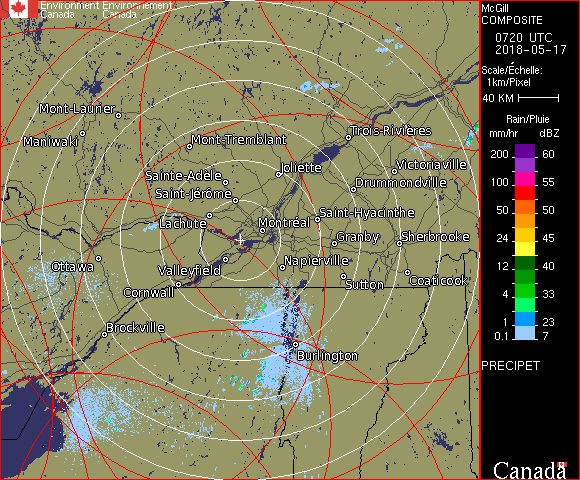 Environment Environnement
Canada Canada
McGill
COMPOSITE
0720 UTC
2018-05-17
Scale/Échelle:
1km/Pixel
40 KM
Rain/Pluie
mm/hr dBZ
200 60
100 55
50 50
24 45
12 40
4 33
1 23
0.1 7
PRECIPET
Canada
Mont-Laurier
Maniwaki
Mont-Tremblant
Trois-Rivières
Sainte-Adèle
Joliette
Victoriaville
Saint-Jérôme
Drummondville
Lachute
Montréal
Saint-Hyacinthe
Granby
Sherbrooke
Ottawa
Valleyfield
Napierville
Cornwall
Sutton
Coaticook
Brockville
Burlington